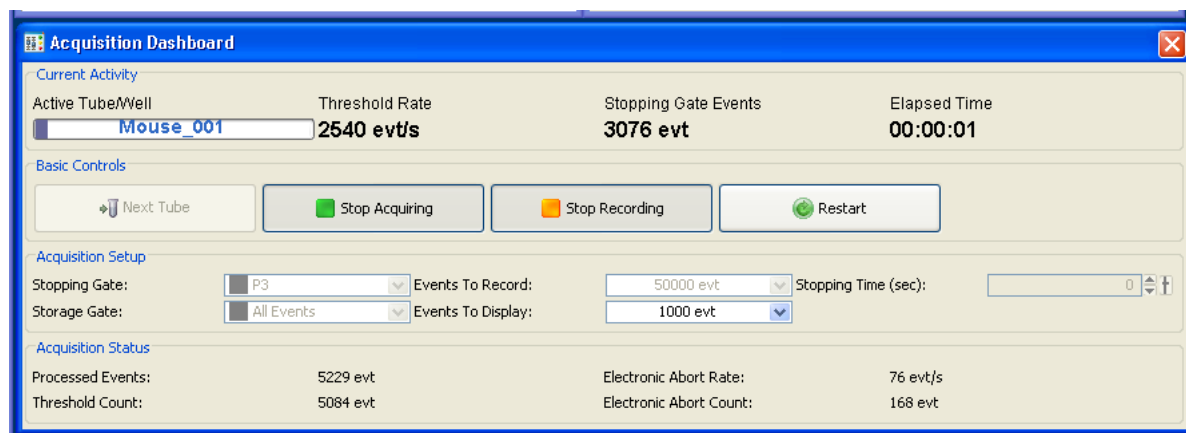 Acquisition Dashboard
Current Activity
Active Tube/Well Threshold Rate Stopping Gate Events Elapsed Time
Mouse_001 2540 evt/s 3076 evt 00:00:01
Basic Controls
Next Tube Stop Acquiring Stop Recording Restart
Acquisition Setup
Stopping Gate: P3 Events To Record: 50000 evt Stopping Time (sec): 0
Storage Gate: All Events Events To Display: 1000 evt
Acquisition Status
Processed Events: 5229 evt Electronic Abort Rate: 76 evt/s
Threshold Count: 5084 evt Electronic Abort Count: 168 evt